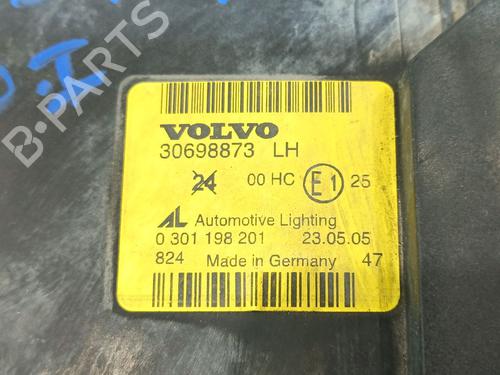 VOLVO
30698873 LH
24 00 HC E1 25
AL Automotive Lighting
0 301 198 201 23.05.05
824 Made in Germany 47
B-PARTS